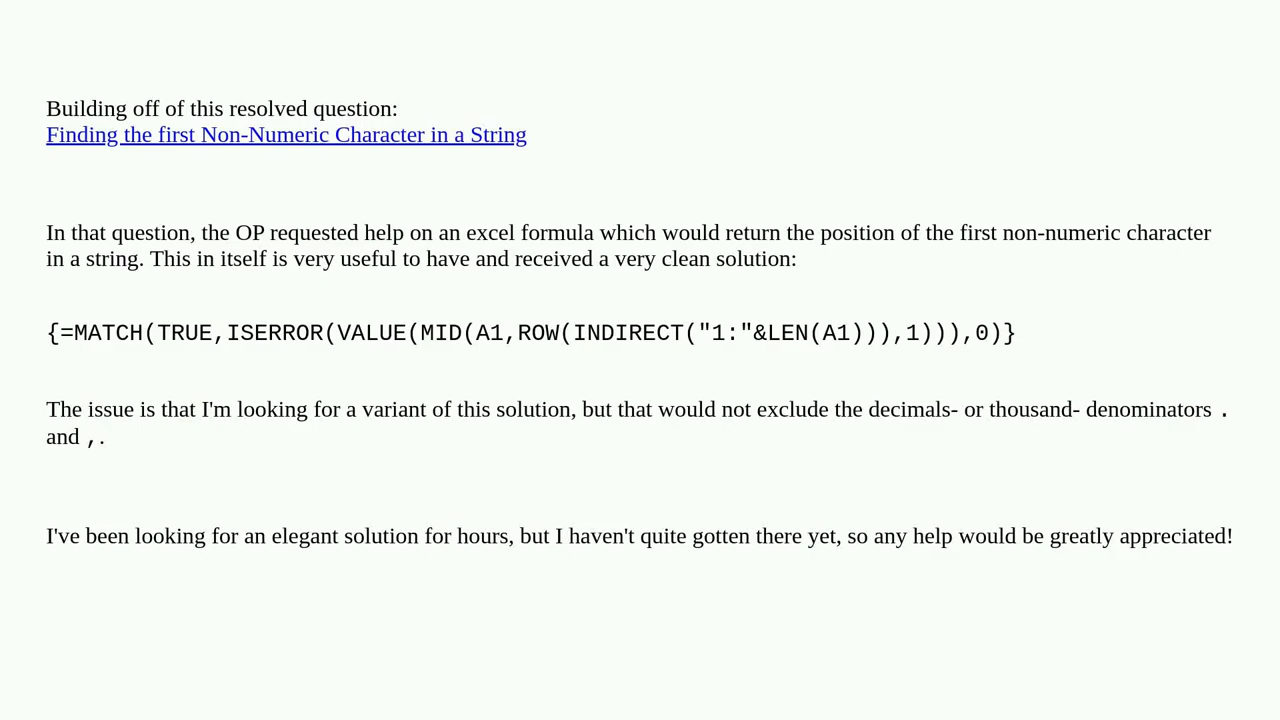 Building off of this resolved question:
Finding the first Non-Numeric Character in a String
In that question, the OP requested help on an excel formula which would return the position of the first non-numeric character
in a string. This in itself is very useful to have and received a very clean solution:
{=MATCH(TRUE,ISERROR(VALUE(MID(A1,ROW(INDIRECT("1:"&LEN(A1))),1))),0)}
The issue is that I'm looking for a variant of this solution, but that would not exclude the decimals- or thousand- denominators .
and ,.
I've been looking for an elegant solution for hours, but I haven't quite gotten there yet, so any help would be greatly appreciated!